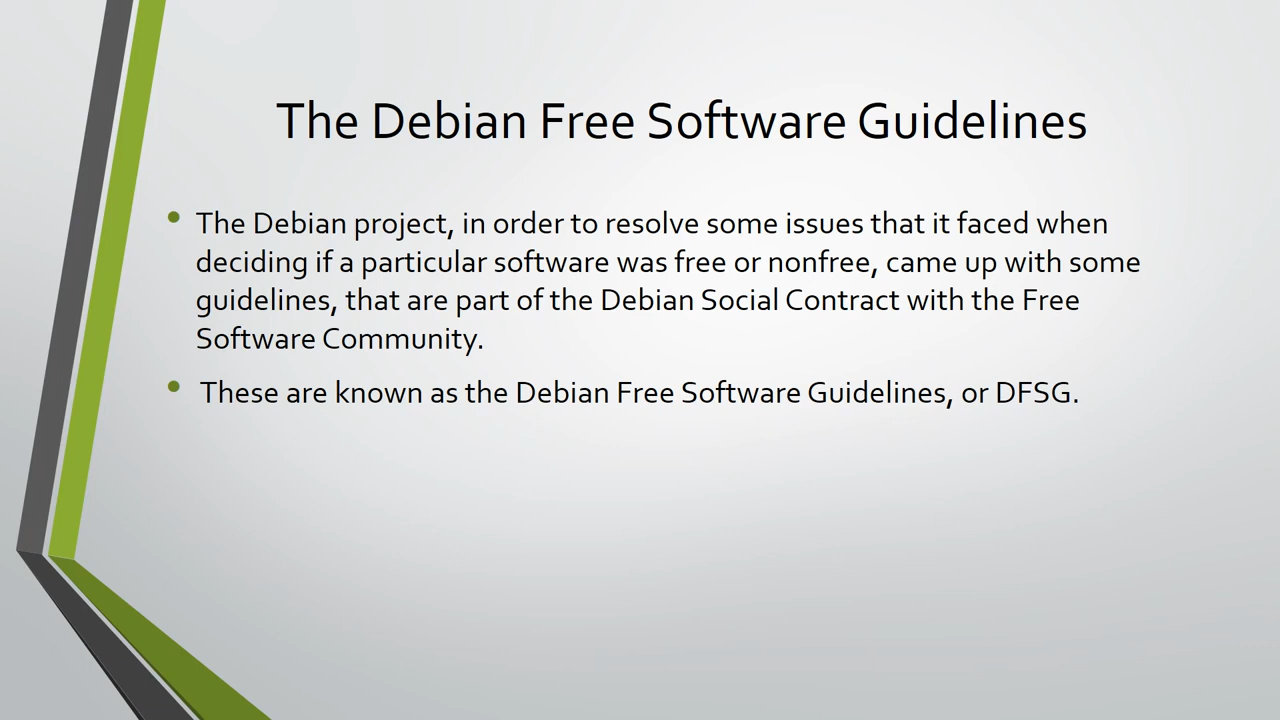 The Debian Free Software Guidelines
• The Debian project, in order to resolve some issues that it faced when
deciding if a particular software was free or nonfree, came up with some
guidelines, that are part of the Debian Social Contract with the Free
Software Community.
• These are known as the Debian Free Software Guidelines, or DFSG.